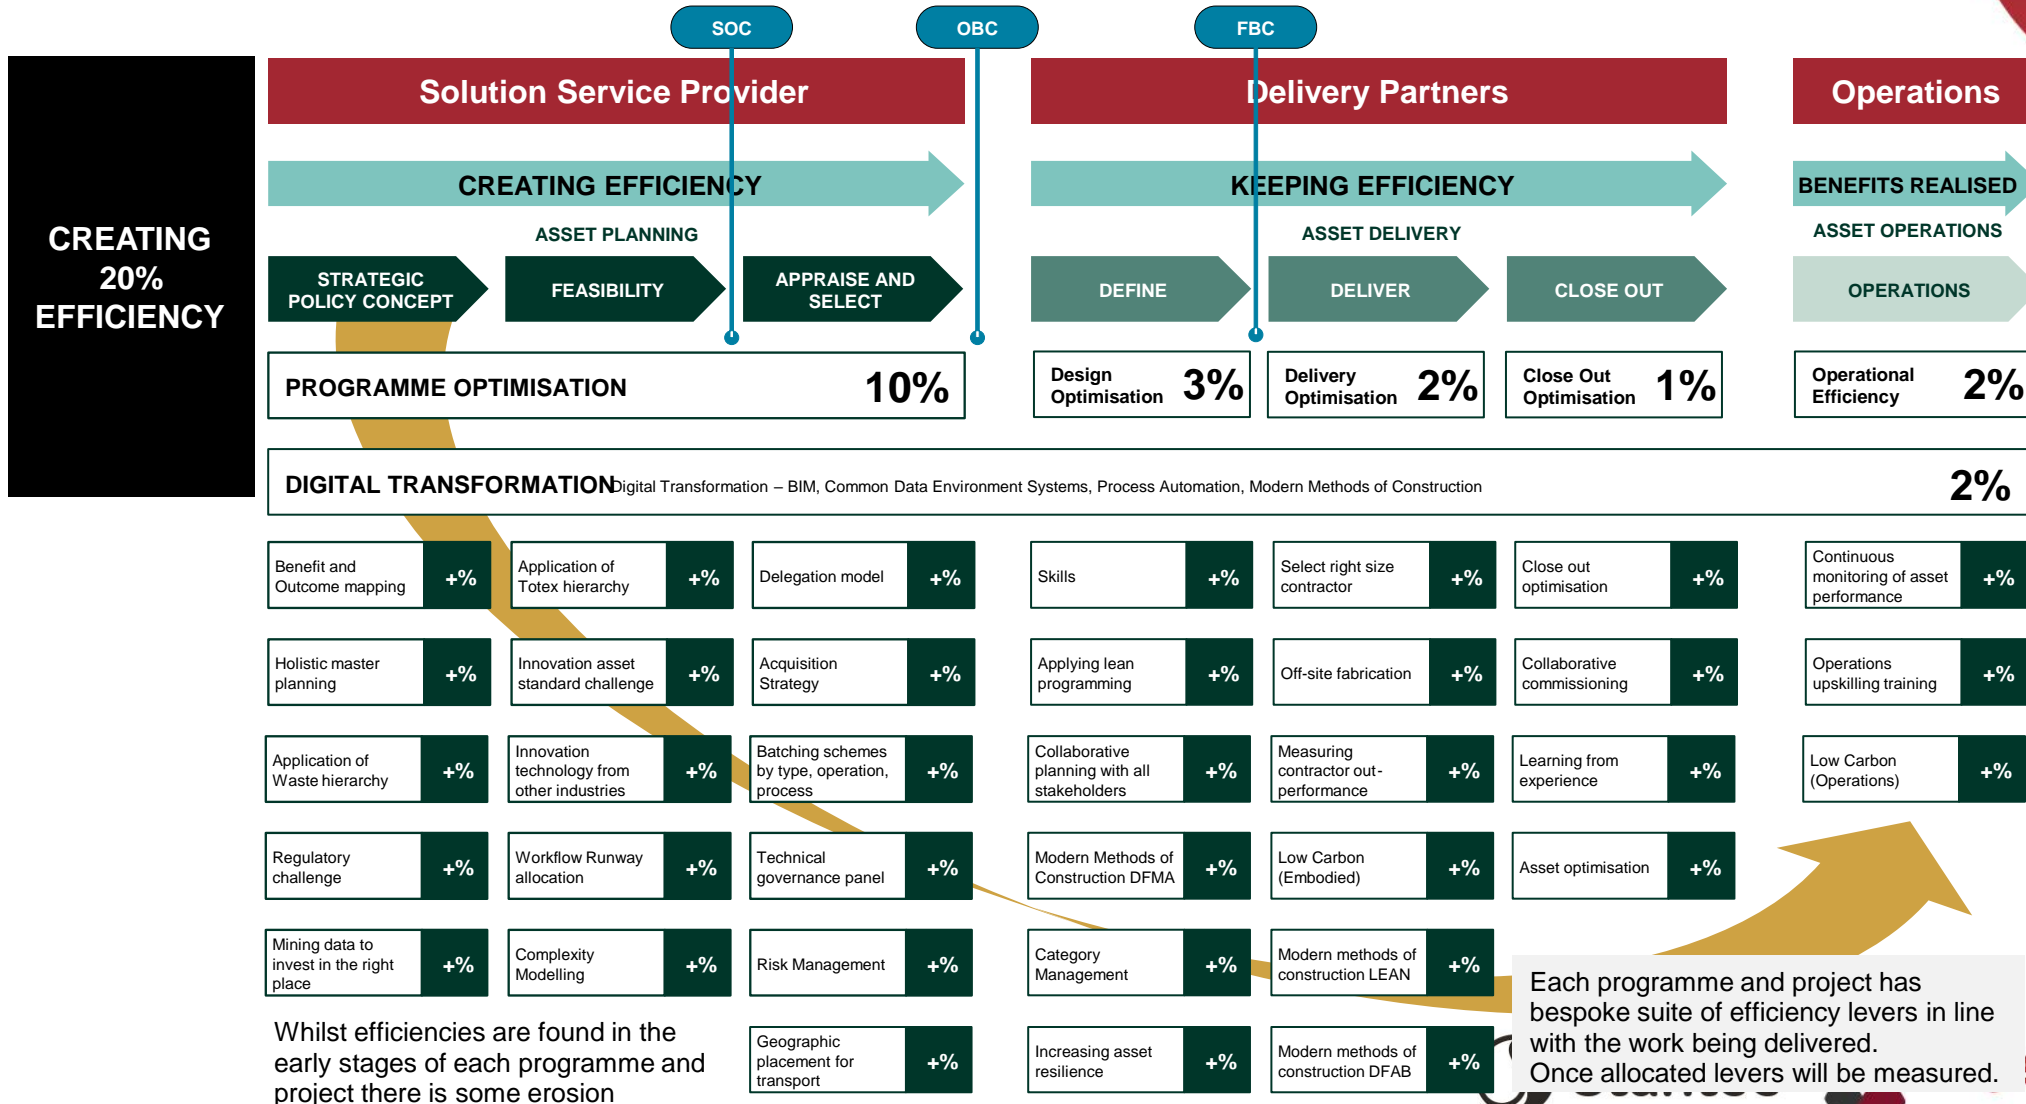 SOC
OBC
FBC
Solution Service Provider
Delivery Partners
Operations
CREATING
20%
EFFICIENCY
CREATING EFFICIENCY
KEEPING EFFICIENCY
BENEFITS REALISED
ASSET PLANNING
ASSET DELIVERY
ASSET OPERATIONS
STRATEGIC
POLICY CONCEPT
FEASIBILITY
APPRAISE AND
SELECT
DEFINE
DELIVER
CLOSE OUT
OPERATIONS
PROGRAMME OPTIMISATION
10%
Design
Optimisation
3%
Delivery
Optimisation
2%
Close Out
Optimisation
1%
Operational
Efficiency
2%
DIGITAL TRANSFORMATION
Digital Transformation – BIM, Common Data Environment Systems, Process Automation, Modern Methods of Construction
2%
Benefit and
Outcome mapping
+%
Application of
Totex hierarchy
+%
Delegation model
+%
Skills
+%
Select right size
contractor
+%
Close out
optimisation
+%
Continuous
monitoring of asset
performance
+%
Holistic master
planning
+%
Innovation asset
standard challenge
+%
Acquisition
Strategy
+%
Applying lean
programming
+%
Off-site fabrication
+%
Collaborative
commissioning
+%
Operations
upskilling training
+%
Application of
Waste hierarchy
+%
Innovation
technology from
other industries
+%
Batching schemes
by type, operation,
process
+%
Collaborative
planning with all
stakeholders
+%
Measuring
contractor out-
performance
+%
Learning from
experience
+%
Low Carbon
(Operations)
+%
Regulatory
challenge
+%
Workflow Runway
allocation
+%
Technical
governance panel
+%
Modern Methods of
Construction DFMA
+%
Low Carbon
(Embodied)
+%
Asset optimisation
+%
Mining data to
invest in the right
place
+%
Complexity
Modelling
+%
Risk Management
+%
Category
Management
+%
Modern methods of
construction LEAN
+%
Geographic
placement for
transport
+%
Increasing asset
resilience
+%
Modern methods of
construction DFAB
+%
Whilst efficiencies are found in the
early stages of each programme and
project there is some erosion
Each programme and project has
bespoke suite of efficiency levers in line
with the work being delivered.
Once allocated levers will be measured.